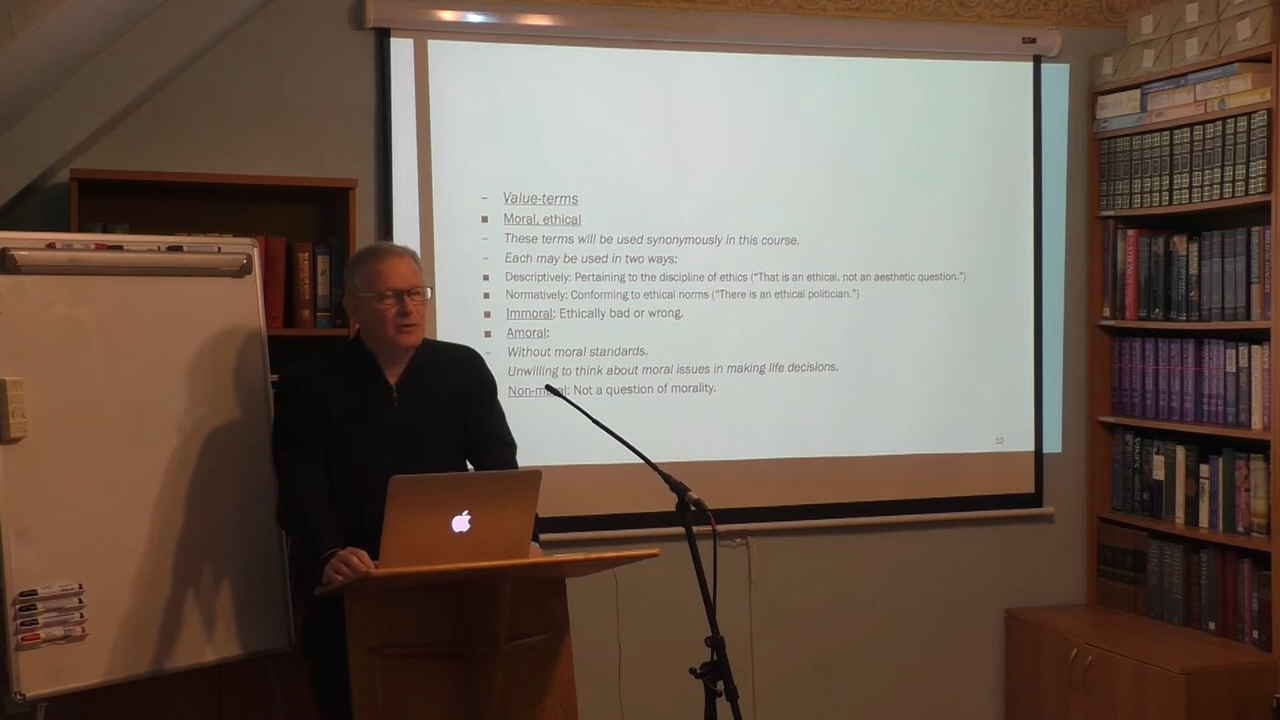 – Value-terms
■ Moral, ethical
– These terms will be used synonymously in this course.
– Each may be used in two ways:
■ Descriptively: Pertaining to the discipline of ethics (“That is an ethical, not an aesthetic question.”)
■ Normatively: Conforming to ethical norms (“There is an ethical politician.”)
■ Immoral: Ethically bad or wrong.
■ Amoral:
– Without moral standards.
Unwilling to think about moral issues in making life decisions.
Non-moral: Not a question of morality.
10